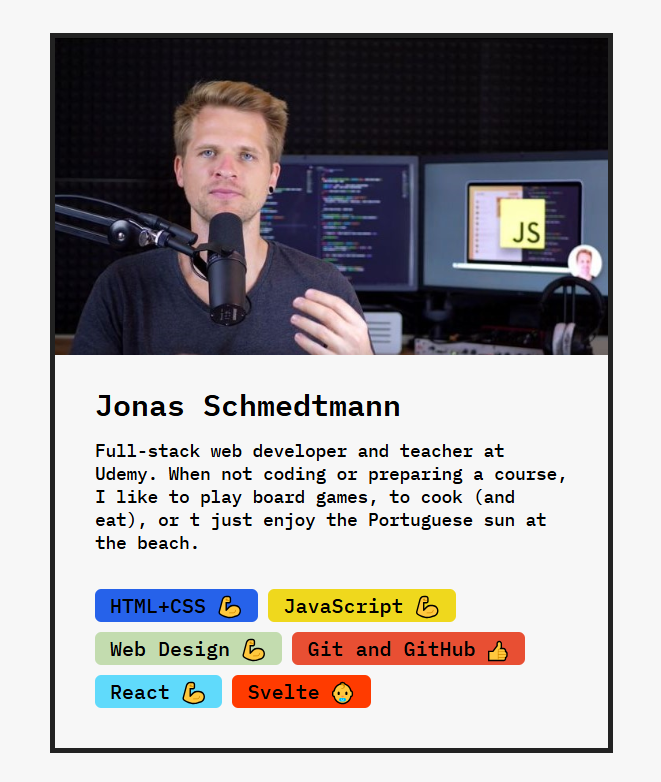 JS
Jonas Schmedtmann
Full-stack web developer and teacher at
Udemy. When not coding or preparing a course,
I like to play board games, to cook (and
eat), or t just enjoy the Portuguese sun at
the beach.
HTML+CSS 💪 JavaScript 💪
Web Design 💪 Git and GitHub 👍
React 💪 Svelte 👶